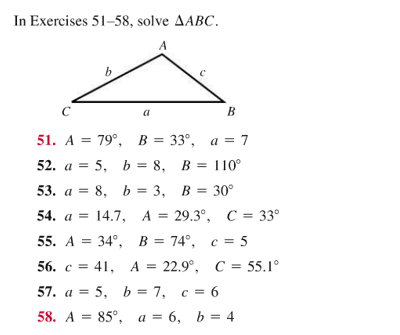 In Exercises 51–58, solve ΔABC.
A
b c
C a B
51. A = 79°, B = 33°, a = 7
52. a = 5, b = 8, B = 110°
53. a = 8, b = 3, B = 30°
54. a = 14.7, A = 29.3°, C = 33°
55. A = 34°, B = 74°, c = 5
56. c = 41, A = 22.9°, C = 55.1°
57. a = 5, b = 7, c = 6
58. A = 85°, a = 6, b = 4